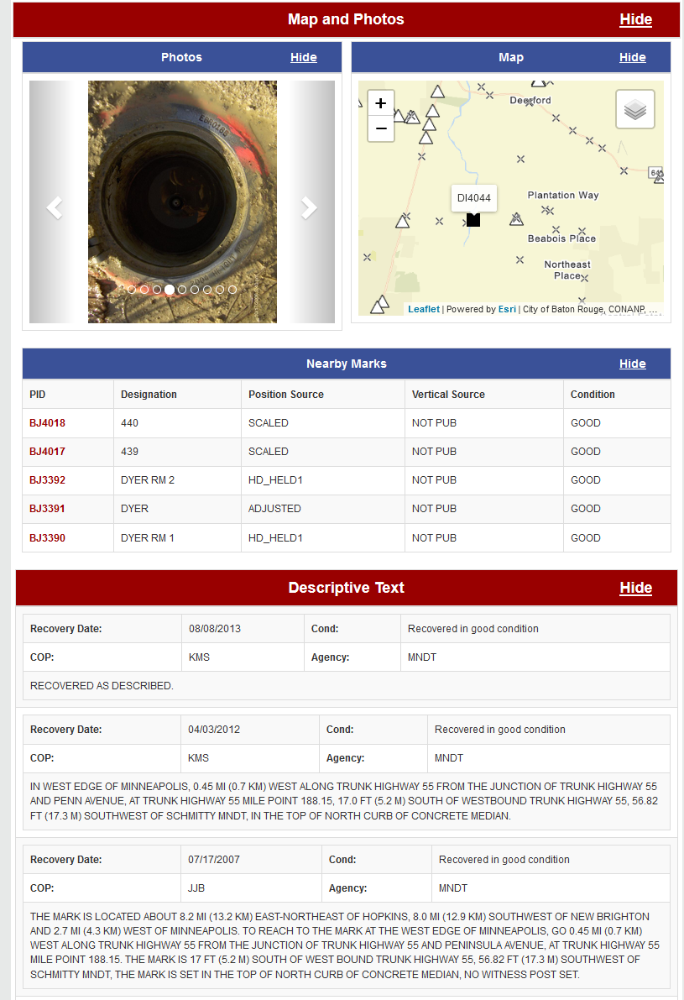 Map and Photos
Hide
Photos
Hide
Map
Hide
+
−
DI4044
Deerford
Plantation Way
Beabois Place
Northeast
Place
64
Leaflet | Powered by Esri | City of Baton Rouge, CONANP, ...
Nearby Marks
Hide
PID Designation Position Source Vertical Source Condition
BJ4018 440 SCALED NOT PUB GOOD
BJ4017 439 SCALED NOT PUB GOOD
BJ3392 DYER RM 2 HD_HELD1 NOT PUB GOOD
BJ3391 DYER ADJUSTED NOT PUB GOOD
BJ3390 DYER RM 1 HD_HELD1 NOT PUB GOOD
Descriptive Text
Hide
Recovery Date: 08/08/2013 Cond: Recovered in good condition
COP: KMS Agency: MNDT
RECOVERED AS DESCRIBED.
Recovery Date: 04/03/2012 Cond: Recovered in good condition
COP: KMS Agency: MNDT
IN WEST EDGE OF MINNEAPOLIS, 0.45 MI (0.7 KM) WEST ALONG TRUNK HIGHWAY 55 FROM THE JUNCTION OF TRUNK HIGHWAY 55
AND PENN AVENUE, AT TRUNK HIGHWAY 55 MILE POINT 188.15, 17.0 FT (5.2 M) SOUTH OF WESTBOUND TRUNK HIGHWAY 55, 56.82
FT (17.3 M) SOUTHWEST OF SCHMITTY MNDT, IN THE TOP OF NORTH CURB OF CONCRETE MEDIAN.
Recovery Date: 07/17/2007 Cond: Recovered in good condition
COP: JJB Agency: MNDT
THE MARK IS LOCATED ABOUT 8.2 MI (13.2 KM) EAST-NORTHEAST OF HOPKINS, 8.0 MI (12.9 KM) SOUTHWEST OF NEW BRIGHTON
AND 2.7 MI (4.3 KM) WEST OF MINNEAPOLIS. TO REACH TO THE MARK AT THE WEST EDGE OF MINNEAPOLIS, GO 0.45 MI (0.7 KM)
WEST ALONG TRUNK HIGHWAY 55 FROM THE JUNCTION OF TRUNK HIGHWAY 55 AND PENINSULA AVENUE, AT TRUNK HIGHWAY 55
MILE POINT 188.15. THE MARK IS 17 FT (5.2 M) SOUTH OF WEST BOUND TRUNK HIGHWAY 55, 56.82 FT (17.3 M) SOUTHWEST OF
SCHMITTY MNDT, THE MARK IS SET IN THE TOP OF NORTH CURB OF CONCRETE MEDIAN, NO WITNESS POST SET.